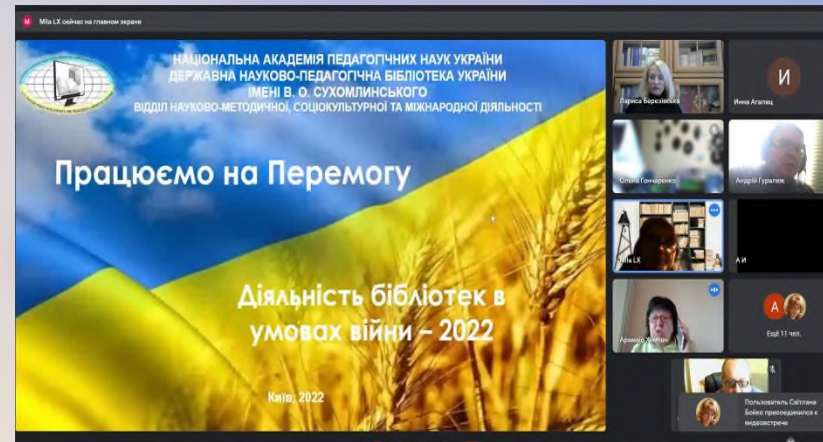 М Mila LX сейчас на главном экране
НАЦІОНАЛЬНА АКАДЕМІЯ ПЕДАГОГІЧНИХ НАУК УКРАЇНИ
ДЕРЖАВНА НАУКОВО-ПЕДАГОГІЧНА БІБЛІОТЕКА УКРАЇНИ
ІМЕНІ В. О. СУХОМЛИНСЬКОГО
ВІДДІЛ НАУКОВО-МЕТОДИЧНОЇ, СОЦІОКУЛЬТУРНОЇ ТА МІЖНАРОДНОЇ ДІЯЛЬНОСТІ
Працюємо на Перемогу
Діяльність бібліотек в
умовах війни – 2022
Київ, 2022
Лариса Березівська
И
Инна Агалец
Олена Гончаренко
Андрій Гуралюк
Mila LX
А И
А
Ещё 11 чел.
Пользователь Світлана
Бойко присоединился к
видеовстрече